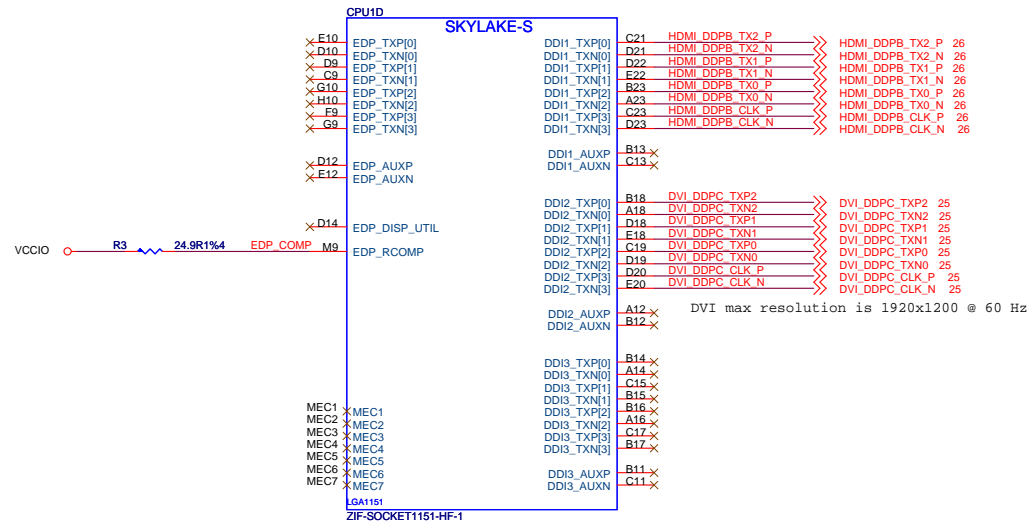 CPU1D
SKYLAKE-S
E10 EDP_TXP[0]
D10 EDP_TXN[0]
D9 EDP_TXP[1]
C9 EDP_TXN[1]
G10 EDP_TXP[2]
H10 EDP_TXN[2]
F9 EDP_TXP[3]
G9 EDP_TXN[3]
D12 EDP_AUXP
E12 EDP_AUXN
D14 EDP_DISP_UTIL
VCCIO R3 24.9R1%4 EDP_COMP M9 EDP_RCOMP
MEC1 MEC1
MEC2 MEC2
MEC3 MEC3
MEC4 MEC4
MEC5 MEC5
MEC6 MEC6
MEC7 MEC7
DDI1_TXP[0] C21 HDMI_DDPB_TX2_P HDMI_DDPB_TX2_P 26
DDI1_TXN[0] D21 HDMI_DDPB_TX2_N HDMI_DDPB_TX2_N 26
DDI1_TXP[1] D22 HDMI_DDPB_TX1_P HDMI_DDPB_TX1_P 26
DDI1_TXN[1] E22 HDMI_DDPB_TX1_N HDMI_DDPB_TX1_N 26
DDI1_TXP[2] B23 HDMI_DDPB_TX0_P HDMI_DDPB_TX0_P 26
DDI1_TXN[2] A23 HDMI_DDPB_TX0_N HDMI_DDPB_TX0_N 26
DDI1_TXP[3] C23 HDMI_DDPB_CLK_P HDMI_DDPB_CLK_P 26
DDI1_TXN[3] D23 HDMI_DDPB_CLK_N HDMI_DDPB_CLK_N 26
DDI1_AUXP B13
DDI1_AUXN C13
DDI2_TXP[0] B18 DVI_DDPC_TXP2 DVI_DDPC_TXP2 25
DDI2_TXN[0] A18 DVI_DDPC_TXN2 DVI_DDPC_TXN2 25
DDI2_TXP[1] D18 DVI_DDPC_TXP1 DVI_DDPC_TXP1 25
DDI2_TXN[1] E18 DVI_DDPC_TXN1 DVI_DDPC_TXN1 25
DDI2_TXP[2] C19 DVI_DDPC_TXP0 DVI_DDPC_TXP0 25
DDI2_TXN[2] D19 DVI_DDPC_TXN0 DVI_DDPC_TXN0 25
DDI2_TXP[3] D20 DVI_DDPC_CLK_P DVI_DDPC_CLK_P 25
DDI2_TXN[3] E20 DVI_DDPC_CLK_N DVI_DDPC_CLK_N 25
DDI2_AUXP A12
DDI2_AUXN B12
DVI max resolution is 1920x1200 @ 60 Hz
DDI3_TXP[0] B14
DDI3_TXN[0] A14
DDI3_TXP[1] C15
DDI3_TXN[1] B15
DDI3_TXP[2] B16
DDI3_TXN[2] A16
DDI3_TXP[3] C17
DDI3_TXN[3] B17
DDI3_AUXP B11
DDI3_AUXN C11
LGA1151
ZIF-SOCKET1151-HF-1